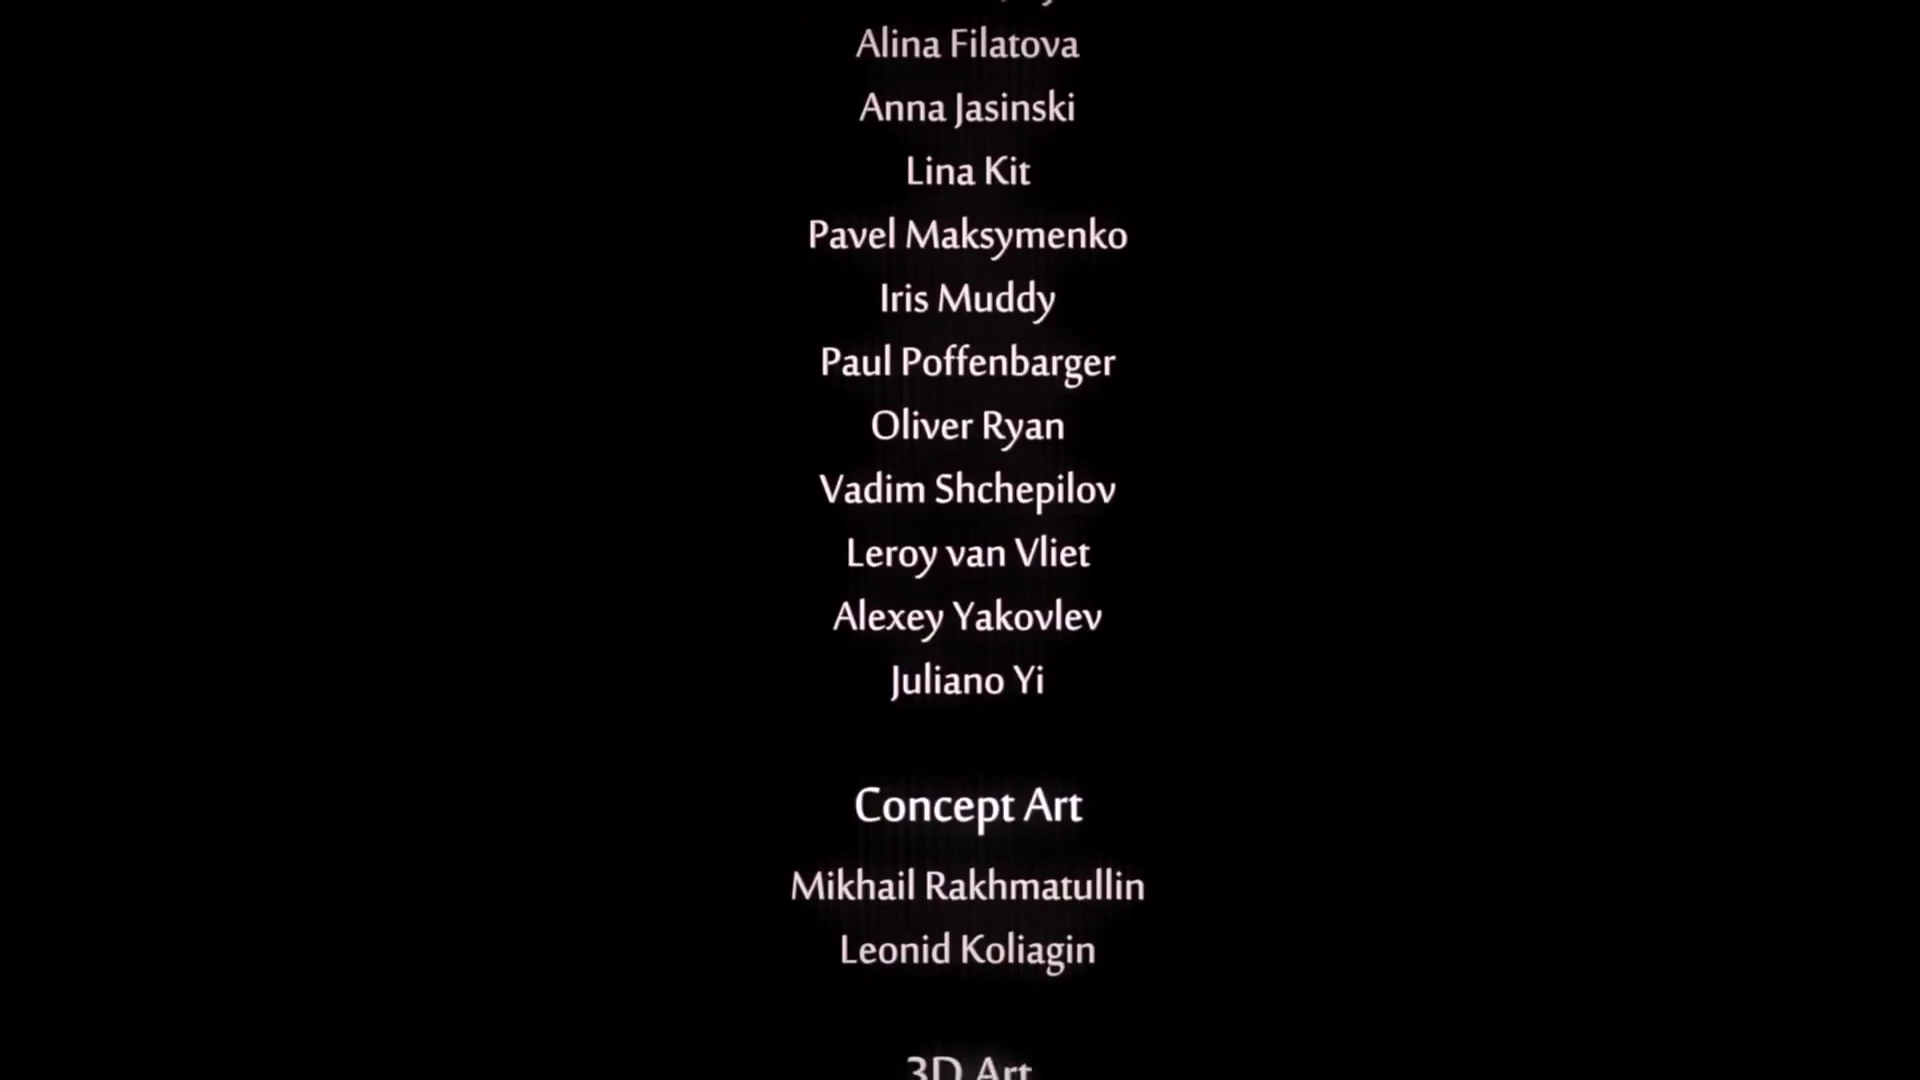 Alina Filatova
Anna Jasinski
Lina Kit
Pavel Maksymenko
Iris Muddy
Paul Poffenbarger
Oliver Ryan
Vadim Shchepilov
Leroy van Vliet
Alexey Yakovlev
Juliano Yi
Concept Art
Mikhail Rakhmatullin
Leonid Koliagin
3D Art